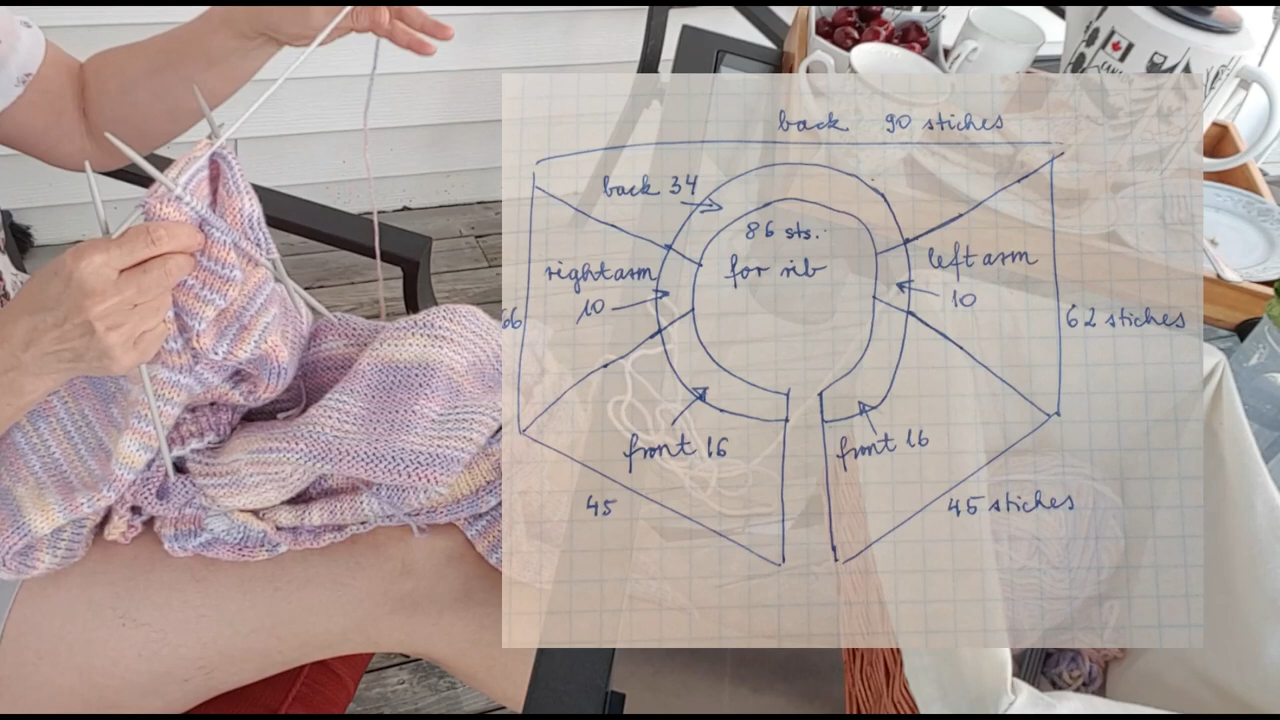 back 90 stiches
back 34
86 sts.
for rib
right arm
10
left arm
10
66
62 stiches
front 16
front 16
45
45 stiches
CANADA